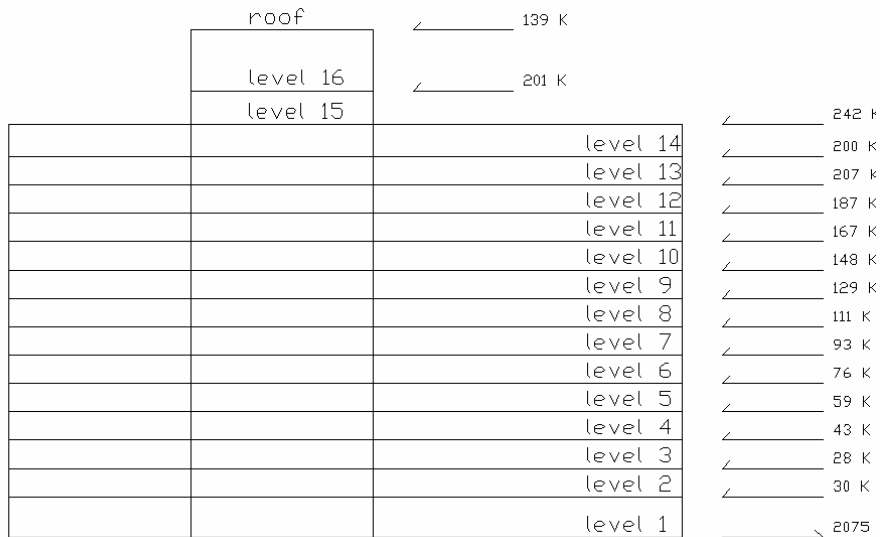 roof 139 K
level 16 201 K
level 15 242 K
level 14 200 K
level 13 207 K
level 12 187 K
level 11 167 K
level 10 148 K
level 9 129 K
level 8 111 K
level 7 93 K
level 6 76 K
level 5 59 K
level 4 43 K
level 3 28 K
level 2 30 K
level 1 2075